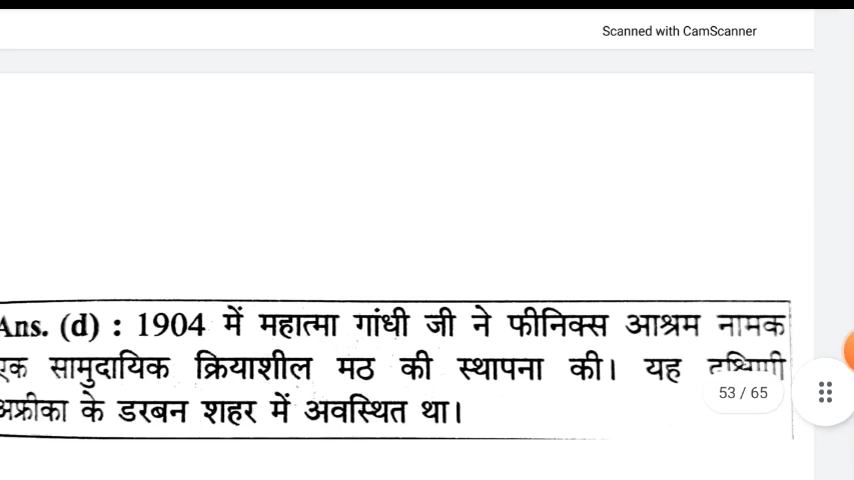 Scanned with CamScanner
Ans. (d) : 1904 में महात्मा गांधी जी ने फीनिक्स आश्रम नामक
एक सामुदायिक क्रियाशील मठ की स्थापना की। यह दक्षिणी
53 / 65
अफ्रीका के डरबन शहर में अवस्थित था।